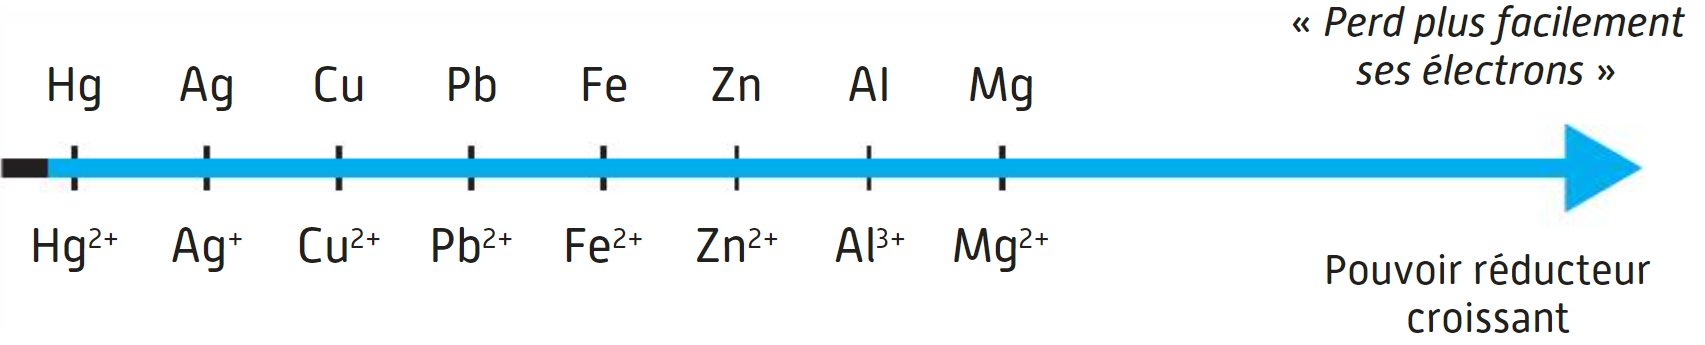 « Perd plus facilement
ses électrons »
Hg Ag Cu Pb Fe Zn Al Mg
Hg²⁺ Ag⁺ Cu²⁺ Pb²⁺ Fe²⁺ Zn²⁺ Al³⁺ Mg²⁺
Pouvoir réducteur
croissant